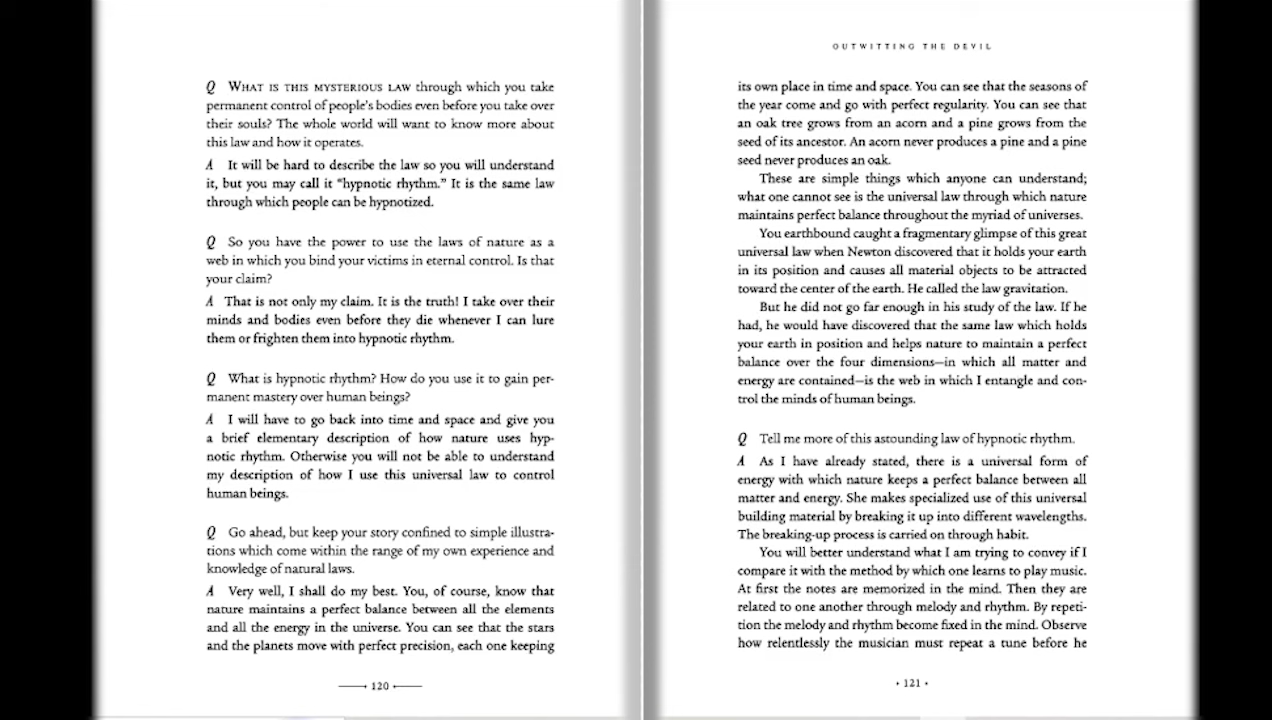 Q WHAT IS THIS MYSTERIOUS LAW through which you take
permanent control of people's bodies even before you take over
their souls? The whole world will want to know more about
this law and how it operates.
A It will be hard to describe the law so you will understand
it, but you may call it “hypnotic rhythm.” It is the same law
through which people can be hypnotized.
Q So you have the power to use the laws of nature as a
web in which you bind your victims in eternal control. Is that
your claim?
A That is not only my claim. It is the truth! I take over their
minds and bodies even before they die whenever I can lure
them or frighten them into hypnotic rhythm.
Q What is hypnotic rhythm? How do you use it to gain per-
manent mastery over human beings?
A I will have to go back into time and space and give you
a brief elementary description of how nature uses hyp-
notic rhythm. Otherwise you will not be able to understand
my description of how I use this universal law to control
human beings.
Q Go ahead, but keep your story confined to simple illustra-
tions which come within the range of my own experience and
knowledge of natural laws.
A Very well, I shall do my best. You, of course, know that
nature maintains a perfect balance between all the elements
and all the energy in the universe. You can see that the stars
and the planets move with perfect precision, each one keeping
120
OUTWITTING THE DEVIL
its own place in time and space. You can see that the seasons of
the year come and go with perfect regularity. You can see that
an oak tree grows from an acorn and a pine grows from the
seed of its ancestor. An acorn never produces a pine and a pine
seed never produces an oak.
These are simple things which anyone can understand;
what one cannot see is the universal law through which nature
maintains perfect balance throughout the myriad of universes.
You earthbound caught a fragmentary glimpse of this great
universal law when Newton discovered that it holds your earth
in its position and causes all material objects to be attracted
toward the center of the earth. He called the law gravitation.
But he did not go far enough in his study of the law. If he
had, he would have discovered that the same law which holds
your earth in position and helps nature to maintain a perfect
balance over the four dimensions—in which all matter and
energy are contained—is the web in which I entangle and con-
trol the minds of human beings.
Q Tell me more of this astounding law of hypnotic rhythm.
A As I have already stated, there is a universal form of
energy with which nature keeps a perfect balance between all
matter and energy. She makes specialized use of this universal
building material by breaking it up into different wavelengths.
The breaking-up process is carried on through habit.
You will better understand what I am trying to convey if I
compare it with the method by which one learns to play music.
At first the notes are memorized in the mind. Then they are
related to one another through melody and rhythm. By repeti-
tion the melody and rhythm become fixed in the mind. Observe
how relentlessly the musician must repeat a tune before he
• 121 •